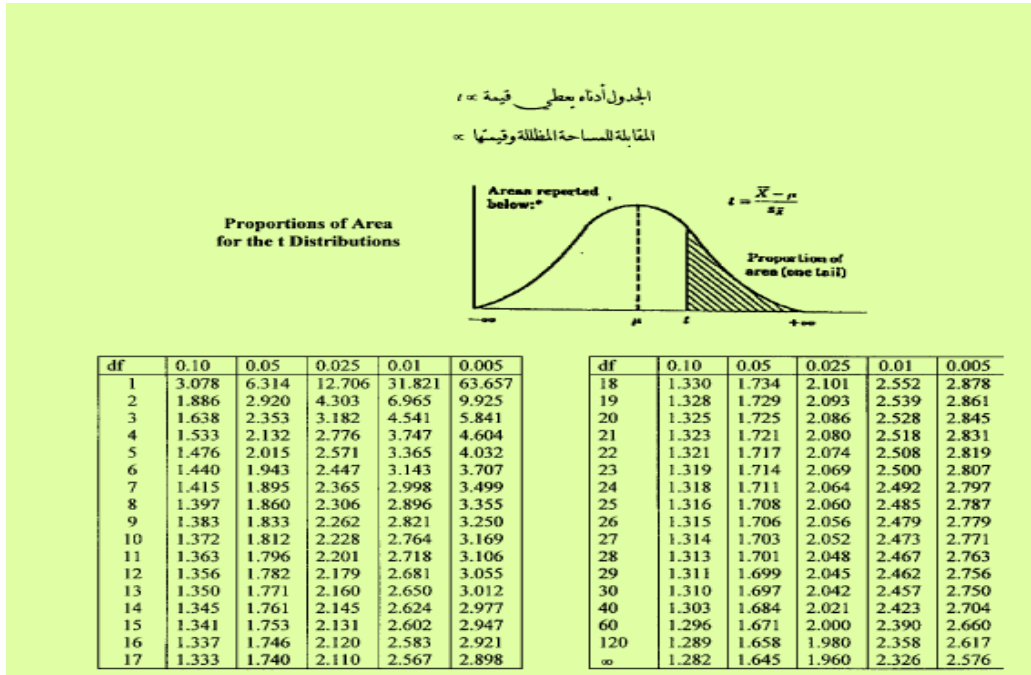 الجدول أدناه يعطي قيمة t ∝
المقابلة للمساحة المظللة وقيمتها ∝
Proportions of Area
for the t Distributions
Areas reported
below:*
t = X̄ − μ / s_X̄
Proportion of
area (one tail)
−∞ μ t +∞
df 0.10 0.05 0.025 0.01 0.005
1 3.078 6.314 12.706 31.821 63.657
2 1.886 2.920 4.303 6.965 9.925
3 1.638 2.353 3.182 4.541 5.841
4 1.533 2.132 2.776 3.747 4.604
5 1.476 2.015 2.571 3.365 4.032
6 1.440 1.943 2.447 3.143 3.707
7 1.415 1.895 2.365 2.998 3.499
8 1.397 1.860 2.306 2.896 3.355
9 1.383 1.833 2.262 2.821 3.250
10 1.372 1.812 2.228 2.764 3.169
11 1.363 1.796 2.201 2.718 3.106
12 1.356 1.782 2.179 2.681 3.055
13 1.350 1.771 2.160 2.650 3.012
14 1.345 1.761 2.145 2.624 2.977
15 1.341 1.753 2.131 2.602 2.947
16 1.337 1.746 2.120 2.583 2.921
17 1.333 1.740 2.110 2.567 2.898
df 0.10 0.05 0.025 0.01 0.005
18 1.330 1.734 2.101 2.552 2.878
19 1.328 1.729 2.093 2.539 2.861
20 1.325 1.725 2.086 2.528 2.845
21 1.323 1.721 2.080 2.518 2.831
22 1.321 1.717 2.074 2.508 2.819
23 1.319 1.714 2.069 2.500 2.807
24 1.318 1.711 2.064 2.492 2.797
25 1.316 1.708 2.060 2.485 2.787
26 1.315 1.706 2.056 2.479 2.779
27 1.314 1.703 2.052 2.473 2.771
28 1.313 1.701 2.048 2.467 2.763
29 1.311 1.699 2.045 2.462 2.756
30 1.310 1.697 2.042 2.457 2.750
40 1.303 1.684 2.021 2.423 2.704
60 1.296 1.671 2.000 2.390 2.660
120 1.289 1.658 1.980 2.358 2.617
∞ 1.282 1.645 1.960 2.326 2.576